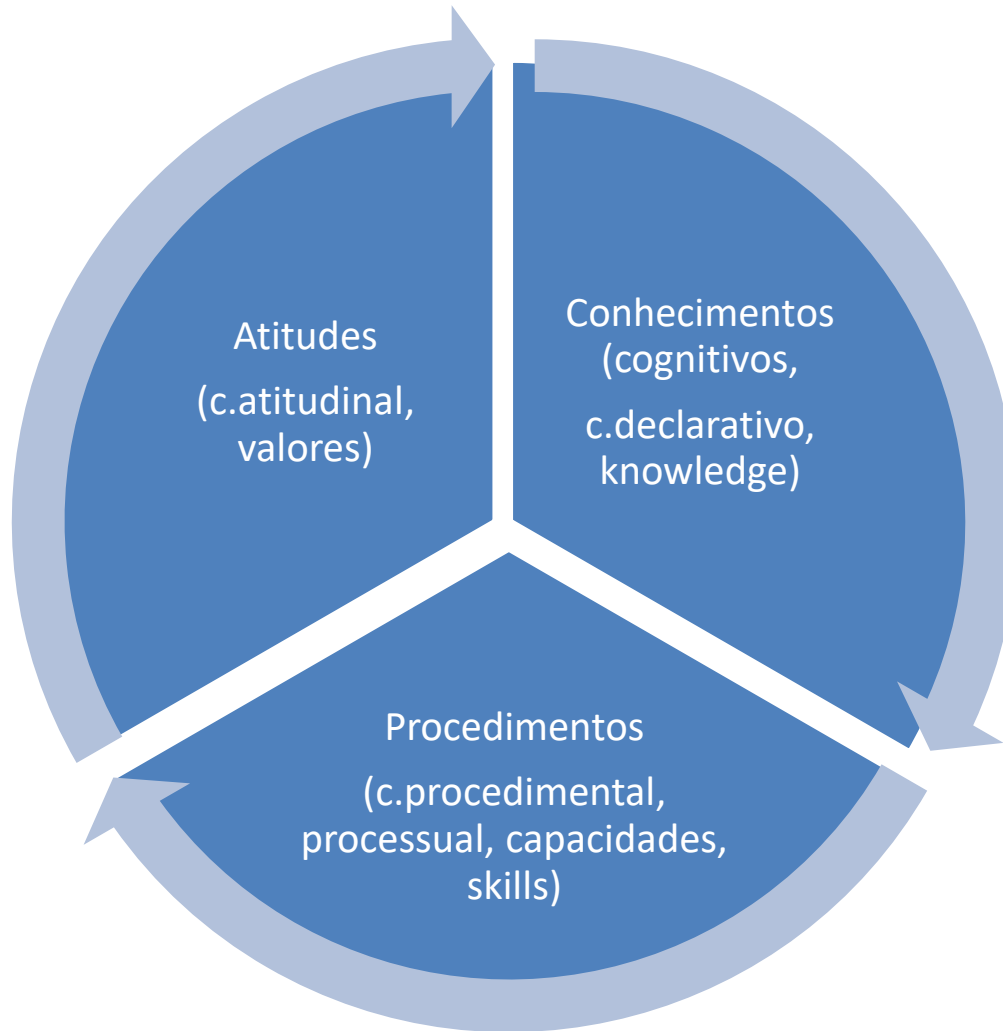 Atitudes
(c.atitudinal,
valores)
Conhecimentos
(cognitivos,
c.declarativo,
knowledge)
Procedimentos
(c.procedimental,
processual, capacidades,
skills)